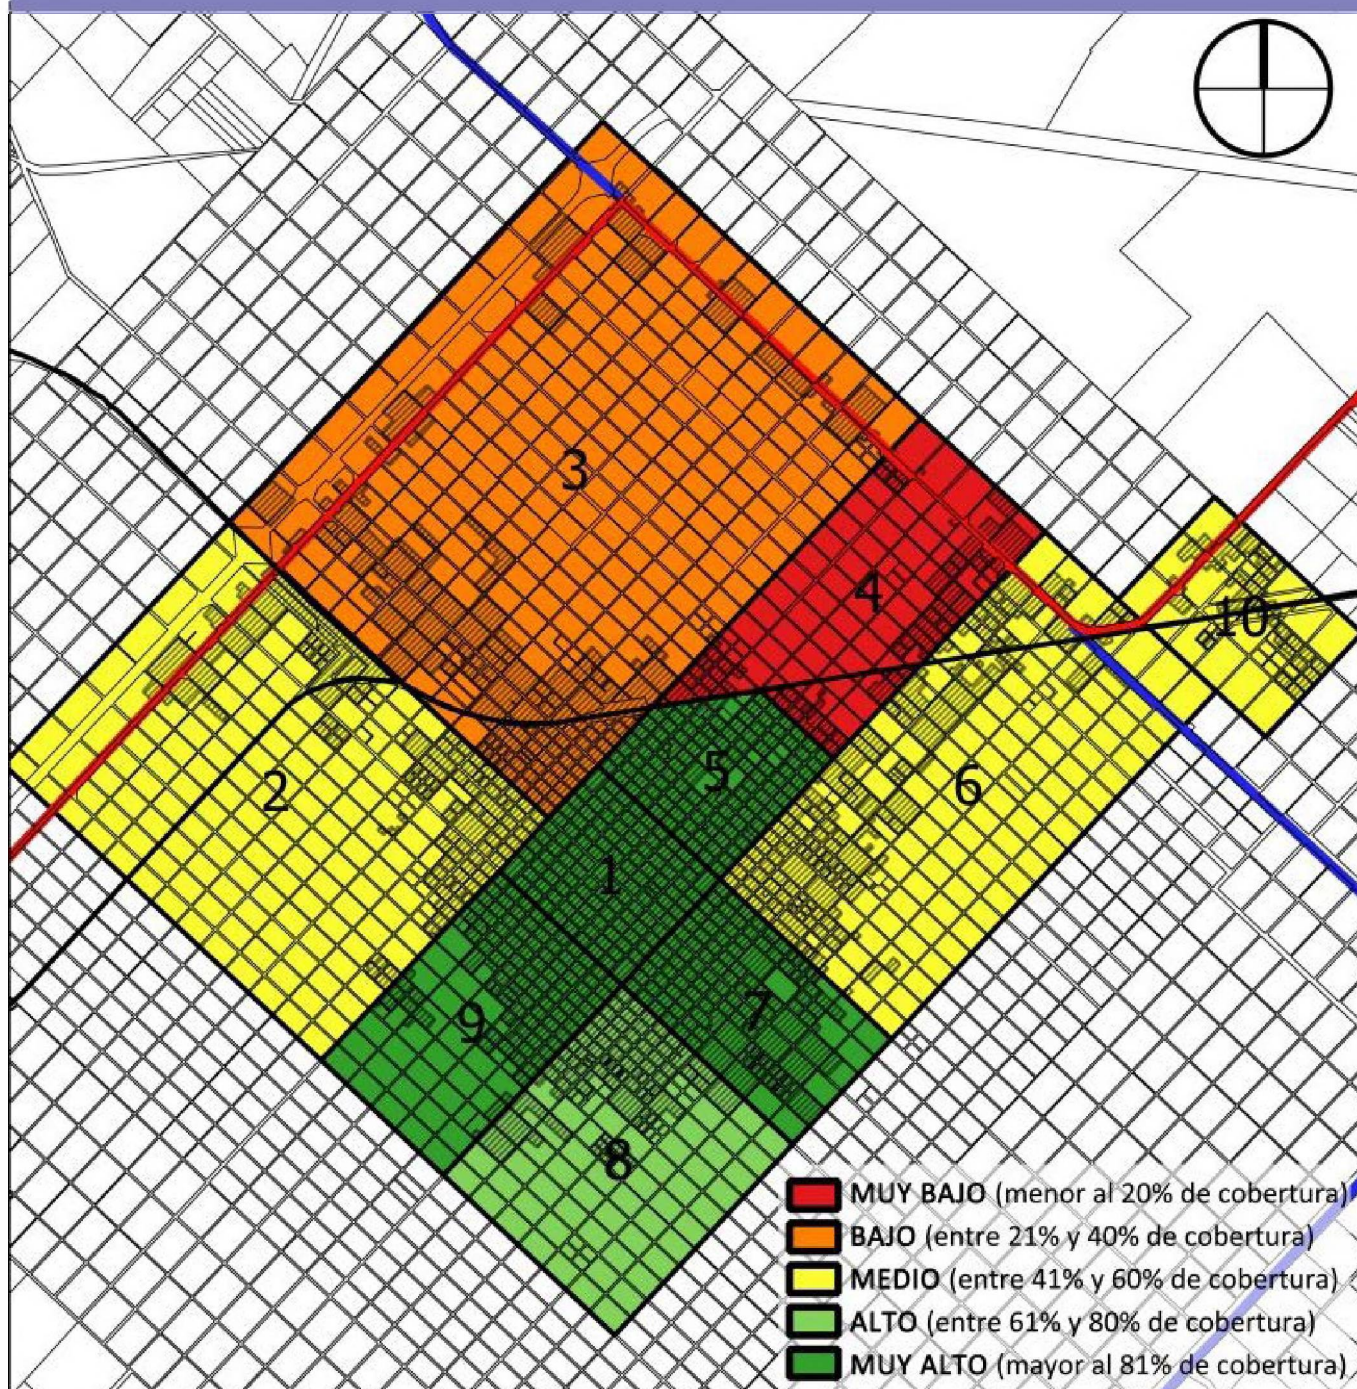 3
4
10
5
2
6
1
7
9
8
MUY BAJO (menor al 20% de cobertura)
BAJO (entre 21% y 40% de cobertura)
MEDIO (entre 41% y 60% de cobertura)
ALTO (entre 61% y 80% de cobertura)
MUY ALTO (mayor al 81% de cobertura)